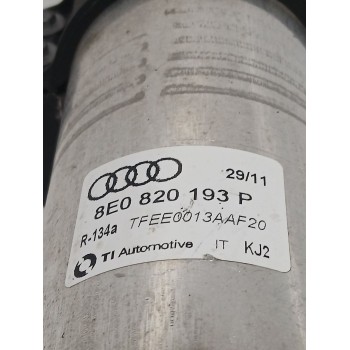 29/11
8E0 820 193 P
R-134a TFEE0013AAF20
TI Automotive IT KJ2